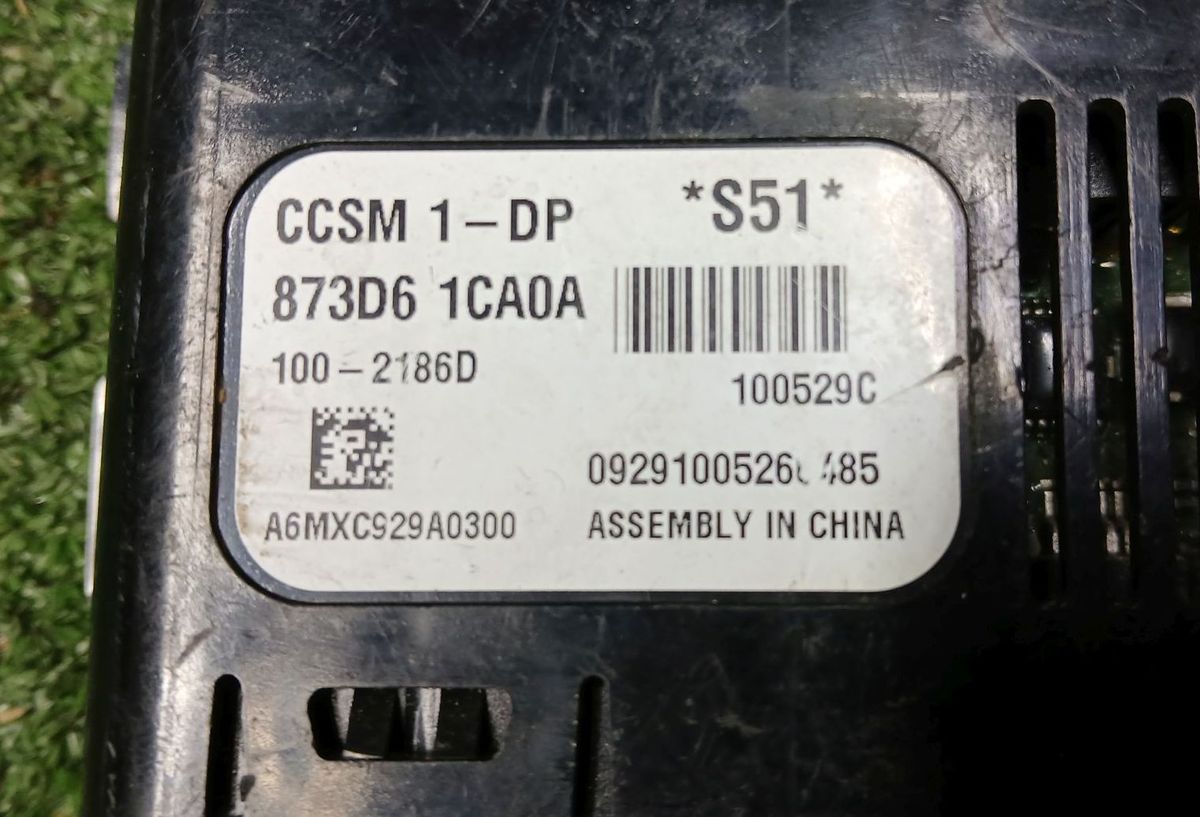 CCSM 1-DP
*S51*
873D6 1CA0A
100-2186D
100529C
A6MXC929A0300
ASSEMBLY IN CHINA